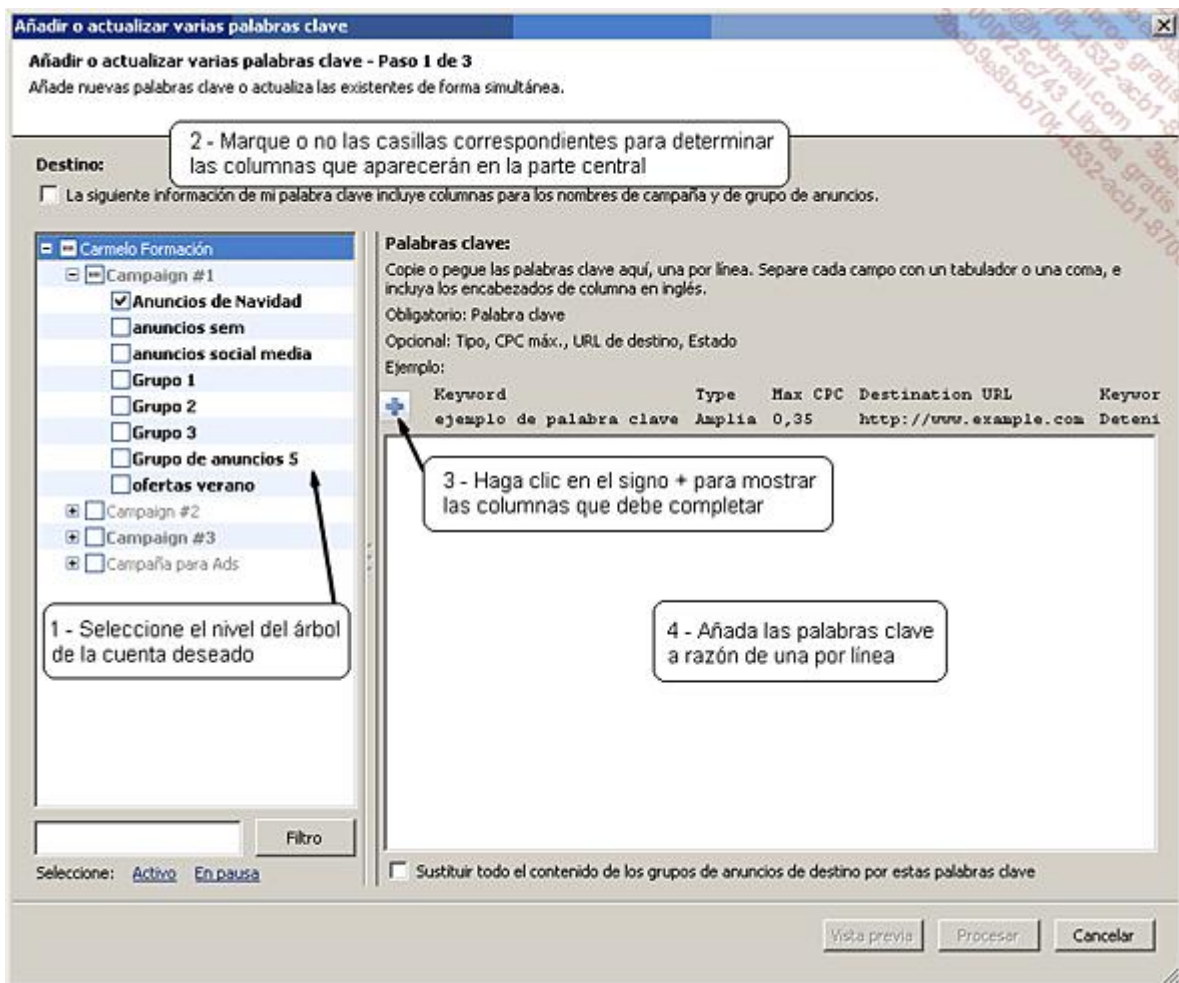 Añadir o actualizar varias palabras clave
Añadir o actualizar varias palabras clave - Paso 1 de 3
Añade nuevas palabras clave o actualiza las existentes de forma simultánea.
2 - Marque o no las casillas correspondientes para determinar
las columnas que aparecerán en la parte central
Destino:
La siguiente información de mi palabra clave incluye columnas para los nombres de campaña y de grupo de anuncios.
Carmelo Formación
Campaign #1
Anuncios de Navidad
anuncios sem
anuncios social media
Grupo 1
Grupo 2
Grupo 3
Grupo de anuncios 5
ofertas verano
Campaign #2
Campaign #3
Campaña para Ads
1 - Seleccione el nivel del árbol
de la cuenta deseado
Filtro
Seleccione: Activo En pausa
Palabras clave:
Copie o pegue las palabras clave aquí, una por línea. Separe cada campo con un tabulador o una coma, e
incluya los encabezados de columna en inglés.
Obligatorio: Palabra clave
Opcional: Tipo, CPC máx., URL de destino, Estado
Ejemplo:
Keyword Type Max CPC Destination URL Keywor
ejemplo de palabra clave Amplia 0,35 http://www.example.com Deteni
3 - Haga clic en el signo + para mostrar
las columnas que debe completar
4 - Añada las palabras clave
a razón de una por línea
Sustituir todo el contenido de los grupos de anuncios de destino por estas palabras clave
Vista previa Procesar Cancelar